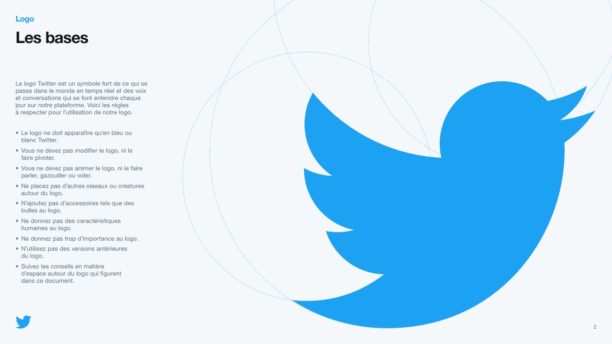 Logo
Les bases
Le logo Twitter est un symbole fort de ce qui se
passe dans le monde en temps réel et des voix
et conversations qui se font entendre chaque
jour sur notre plateforme. Voici les règles
à respecter pour l'utilisation de notre logo.
• Le logo ne doit apparaître qu'en bleu ou
blanc Twitter.
• Vous ne devez pas modifier le logo, ni le
faire pivoter.
• Vous ne devez pas animer le logo, ni le faire
parler, gazouiller ou voler.
• Ne placez pas d'autres oiseaux ou créatures
autour du logo.
• N'ajoutez pas d'accessoires tels que des
bulles au logo.
• Ne donnez pas des caractéristiques
humaines au logo.
• Ne donnez pas trop d'importance au logo.
• N'utilisez pas des versions antérieures
du logo.
• Suivez les conseils en matière
d'espace autour du logo qui figurent
dans ce document.
2